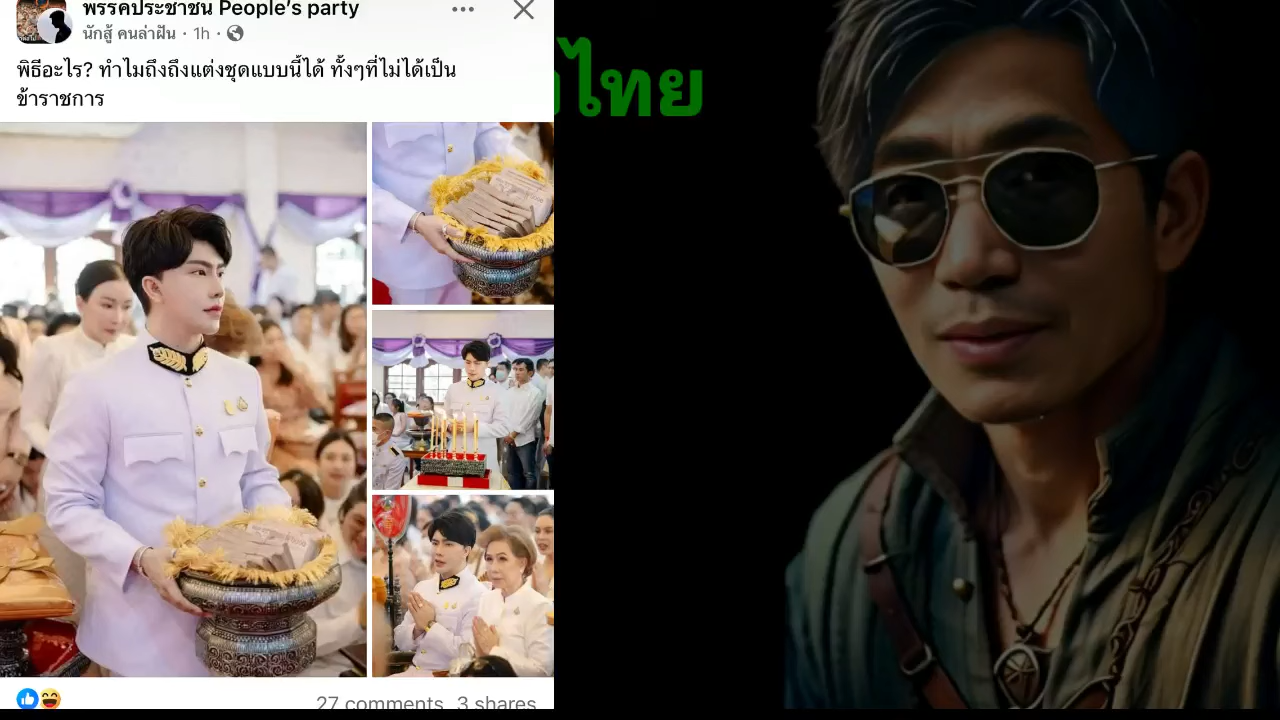 พรรคประชาชน People's party
นักสู้ คนล่าฝัน · 1h ·
พิธีอะไร? ทำไมถึงถึงแต่งชุดแบบนี้ได้ ทั้งๆที่ไม่ได้เป็น
ข้าราชการ
ไทย
27 comments 3 shares